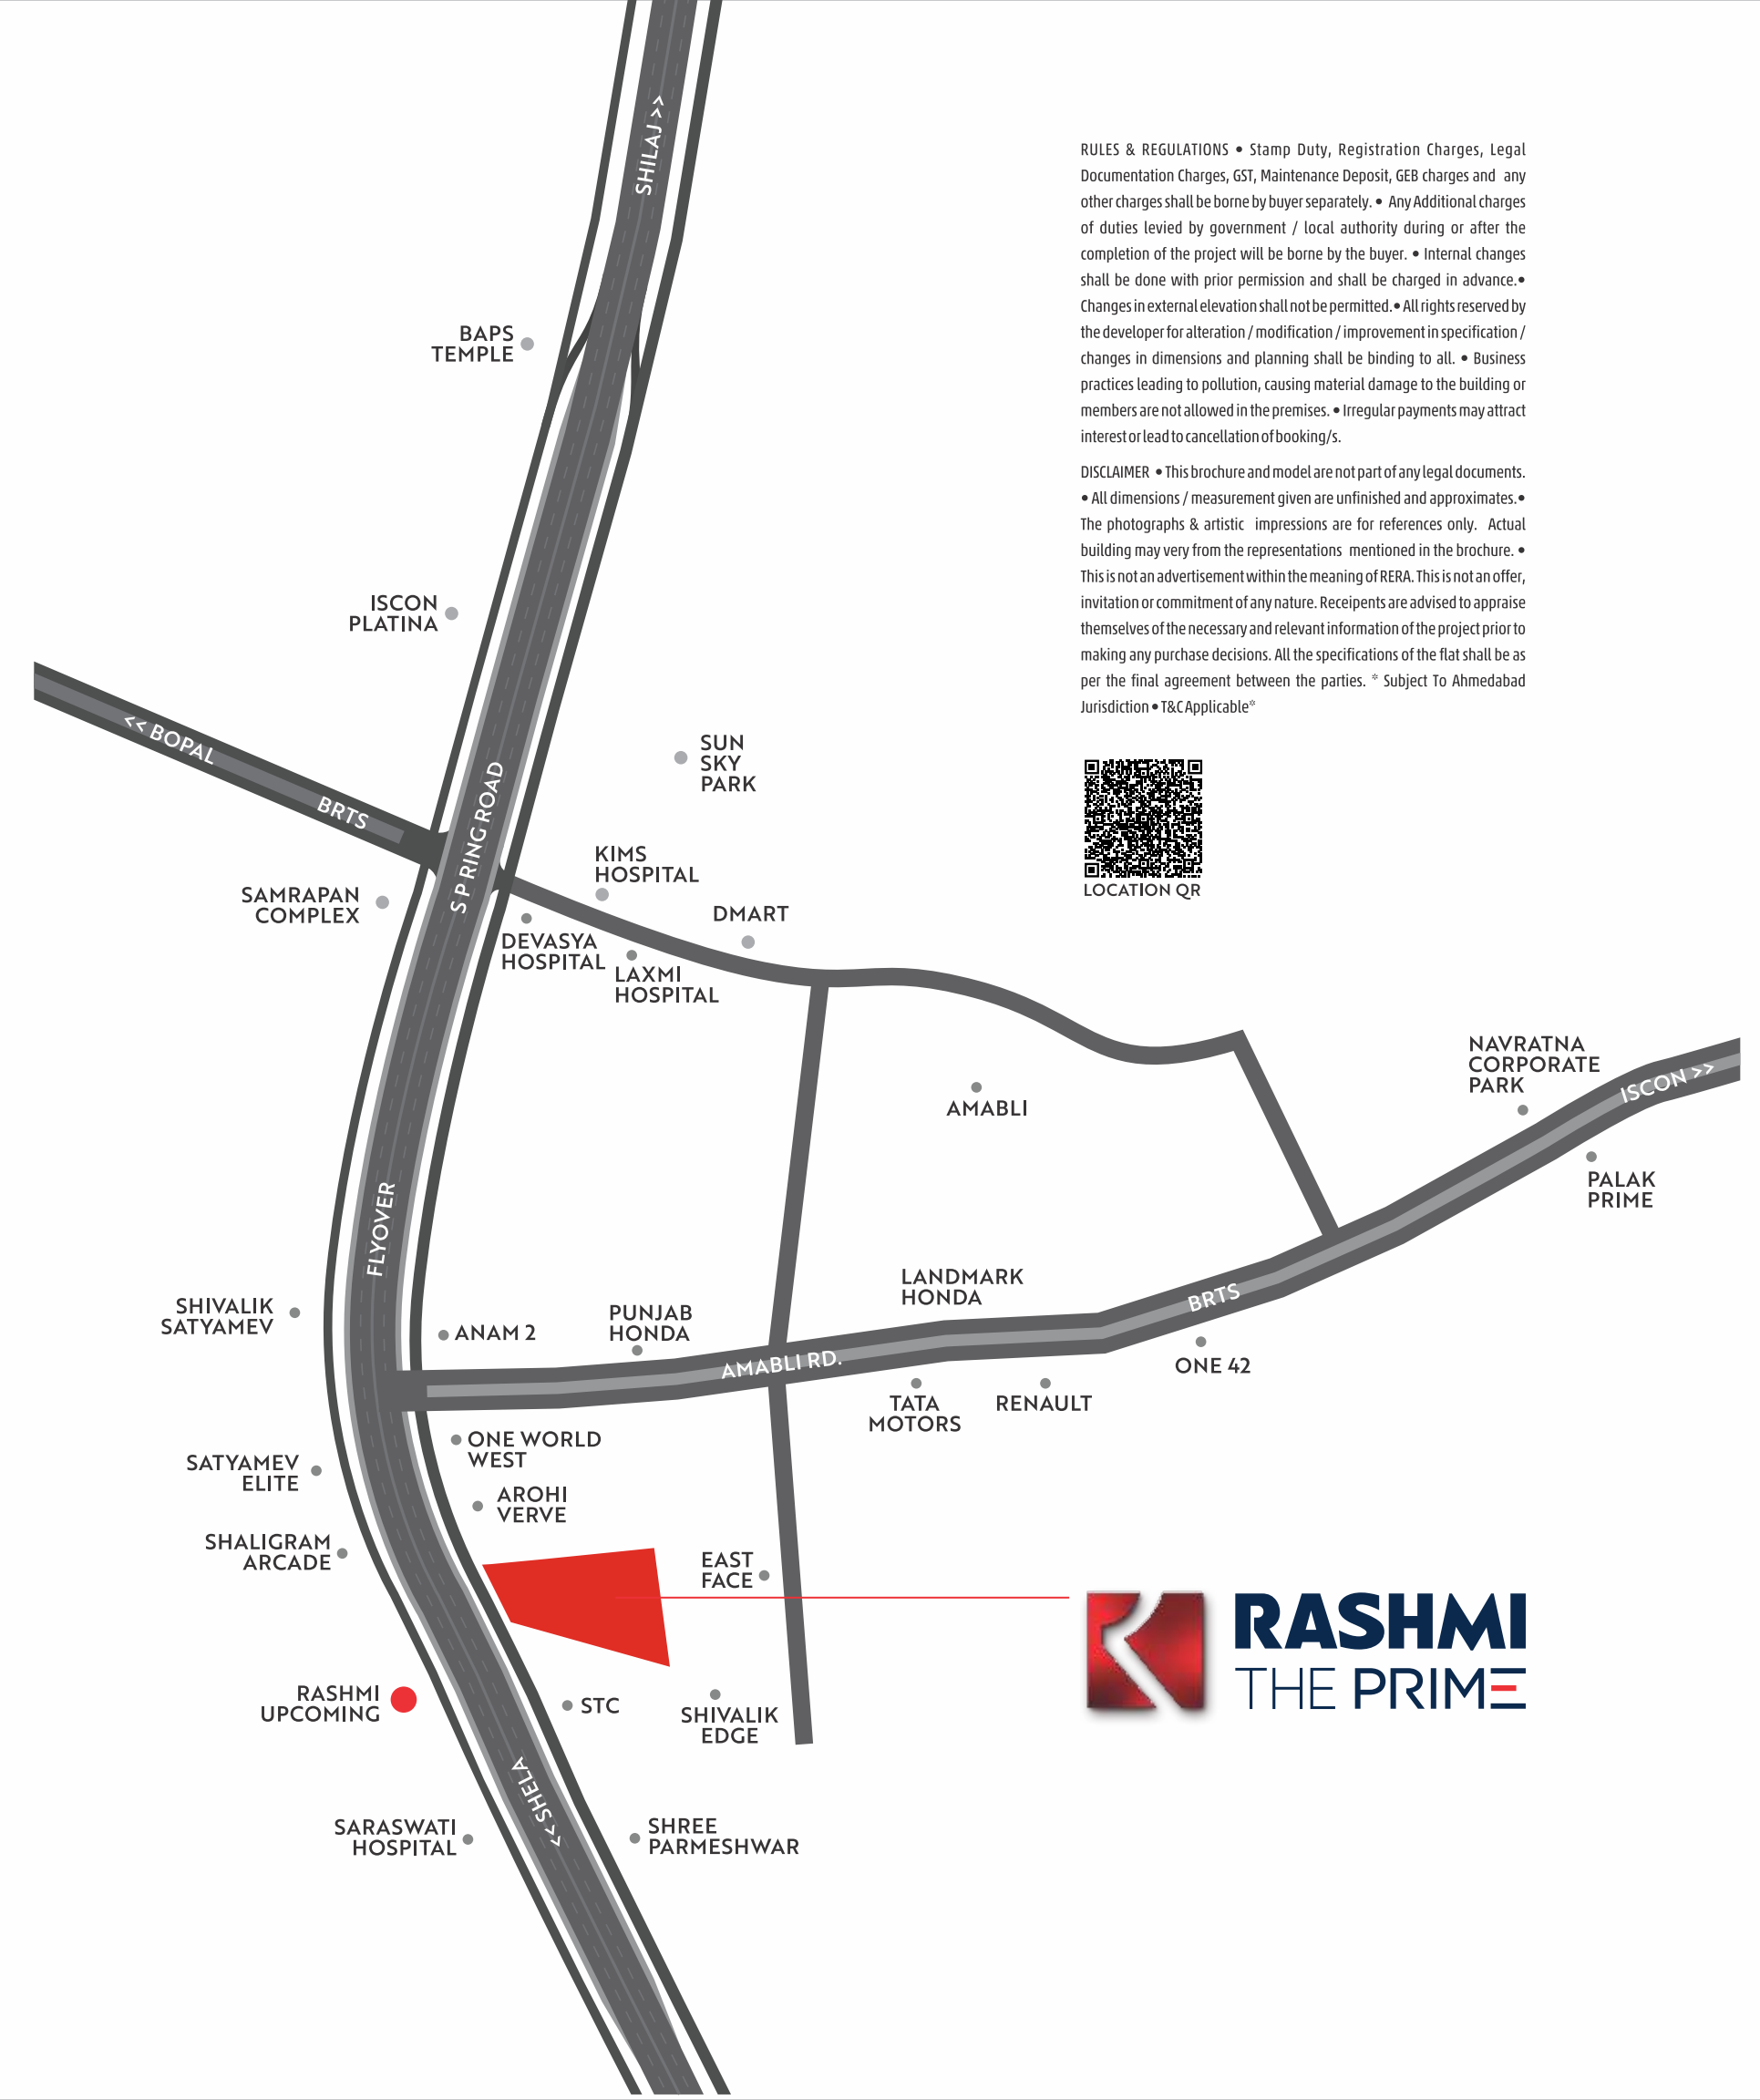 SHILAJ >>
RULES & REGULATIONS • Stamp Duty, Registration Charges, Legal
Documentation Charges, GST, Maintenance Deposit, GEB charges and any
other charges shall be borne by buyer separately. • Any Additional charges
of duties levied by government / local authority during or after the
completion of the project will be borne by the buyer. • Internal changes
shall be done with prior permission and shall be charged in advance.•
Changes in external elevation shall not be permitted.• All rights reserved by
the developer for alteration / modification / improvement in specification /
changes in dimensions and planning shall be binding to all. • Business
practices leading to pollution, causing material damage to the building or
members are not allowed in the premises. • Irregular payments may attract
interest or lead to cancellation of booking/s.
DISCLAIMER • This brochure and model are not part of any legal documents.
• All dimensions / measurement given are unfinished and approximates.•
The photographs & artistic impressions are for references only. Actual
building may very from the representations mentioned in the brochure. •
This is not an advertisement within the meaning of RERA. This is not an offer,
invitation or commitment of any nature. Receipents are advised to appraise
themselves of the necessary and relevant information of the project prior to
making any purchase decisions. All the specifications of the flat shall be as
per the final agreement between the parties. * Subject To Ahmedabad
Jurisdiction • T&C Applicable*
LOCATION QR
BAPS
TEMPLE
ISCON
PLATINA
<< BOPAL
BRTS
S P RING ROAD
SUN
SKY
PARK
KIMS
HOSPITAL
SAMRAPAN
COMPLEX
DMART
DEVASYA
HOSPITAL
LAXMI
HOSPITAL
AMABLI
NAVRATNA
CORPORATE
PARK
ISCON >>
PALAK
PRIME
FLYOVER
SHIVALIK
SATYAMEV
ANAM 2
PUNJAB
HONDA
LANDMARK
HONDA
BRTS
AMABLI RD.
ONE 42
TATA
MOTORS
RENAULT
ONE WORLD
WEST
SATYAMEV
ELITE
AROHI
VERVE
SHALIGRAM
ARCADE
EAST
FACE
RASHMI
THE PRIME
RASHMI
UPCOMING
STC
SHIVALIK
EDGE
<< SHELA
SARASWATI
HOSPITAL
SHREE
PARMESHWAR